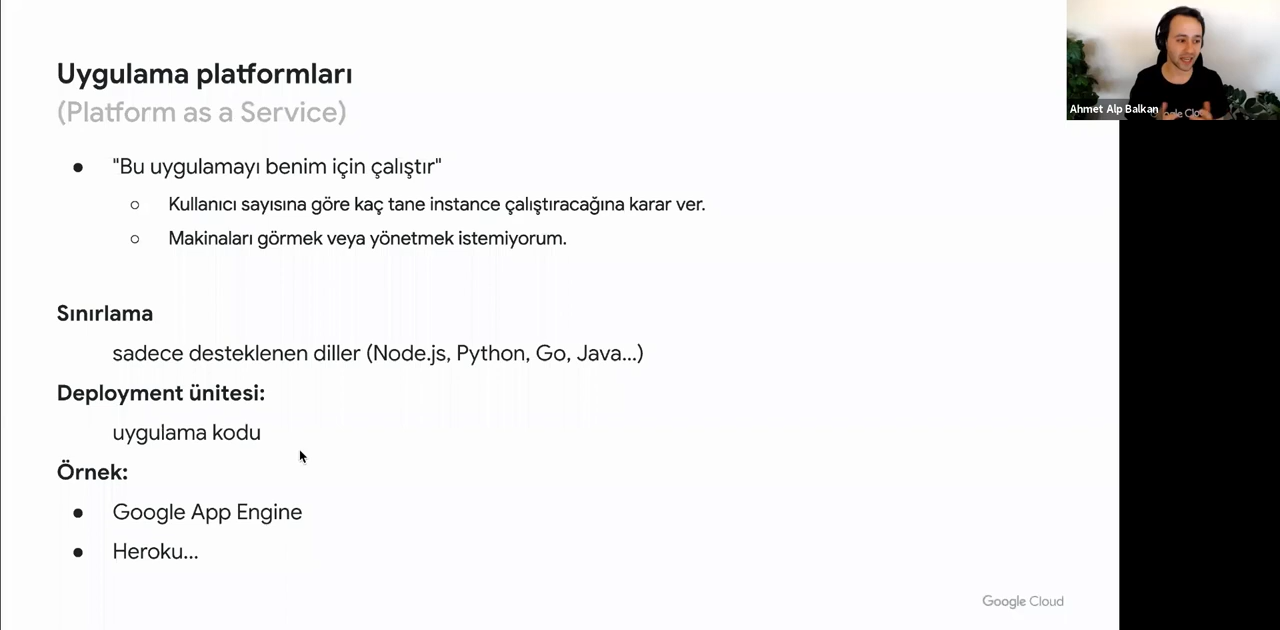 Uygulama platformları
(Platform as a Service)
● "Bu uygulamayı benim için çalıştır"
○ Kullanıcı sayısına göre kaç tane instance çalıştıracağına karar ver.
○ Makinaları görmek veya yönetmek istemiyorum.
Sınırlama
sadece desteklenen diller (Node.js, Python, Go, Java...)
Deployment ünitesi:
uygulama kodu
Örnek:
● Google App Engine
● Heroku...
Google Cloud
Ahmet Alp Balkan